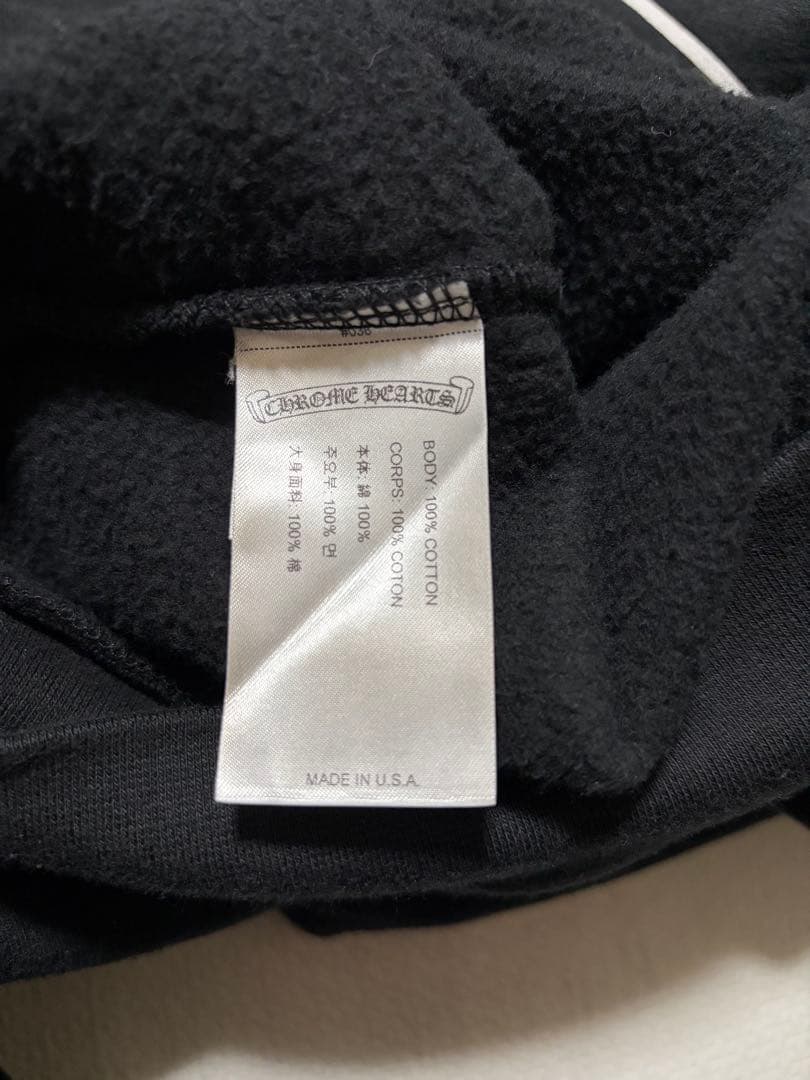 #036
CHROME HEARTS
BODY: 100% COTTON
CORPS: 100% COTON
本体: 綿 100%
주요부: 100% 면
大身面料: 100% 棉
MADE IN U.S.A.